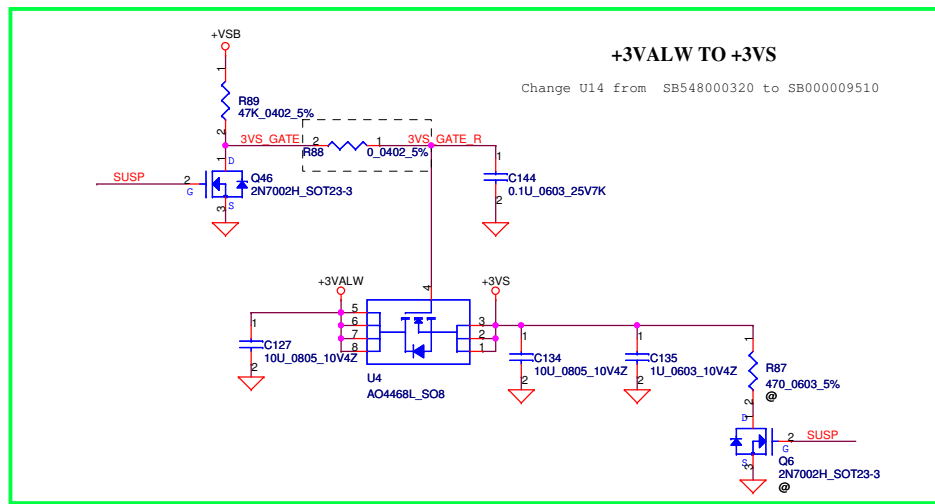 +VSB
+3VALW TO +3VS
Change U14 from SB548000320 to SB000009510
1
R89
47K_0402_5%
2
3VS_GATE
2
R88
1
0_0402_5%
3VS_GATE_R
1
D
SUSP
2
G
Q46
2N7002H_SOT23-3
S
3
1
C144
0.1U_0603_25V7K
2
+3VALW
4
+3VS
1
C127
10U_0805_10V4Z
2
5
6
7
8
3
2
1
U4
AO4468L_SO8
1
C134
10U_0805_10V4Z
2
1
C135
1U_0603_10V4Z
2
1
R87
470_0603_5%
@
2
1
D
2
SUSP
G
S
3
Q6
2N7002H_SOT23-3
@